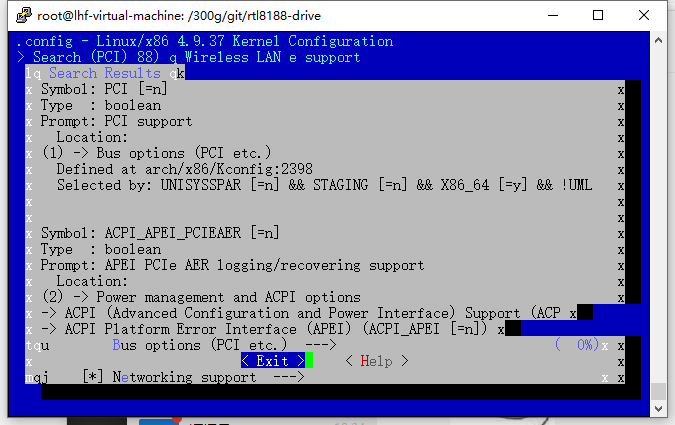 root@lhf-virtual-machine: /300g/git/rtl8188-drive
.config - Linux/x86 4.9.37 Kernel Configuration
> Search (PCI) 88) q Wireless LAN e support
lq Search Results qk
x Symbol: PCI [=n] x
x Type  : boolean x
x Prompt: PCI support x
x   Location: x
x (1) -> Bus options (PCI etc.) x
x   Defined at arch/x86/Kconfig:2398 x
x   Selected by: UNISYSSPAR [=n] && STAGING [=n] && X86_64 [=y] && !UML x
x x
x x
x Symbol: ACPI_APEI_PCIEAER [=n] x
x Type  : boolean x
x Prompt: APEI PCIe AER logging/recovering support x
x   Location: x
x (2) -> Power management and ACPI options x
x -> ACPI (Advanced Configuration and Power Interface) Support (ACP x
x -> ACPI Platform Error Interface (APEI) (ACPI_APEI [=n]) x
tqu Bus options (PCI etc.)  ---> (  0%)x x
x < Exit > < Help > x x
mqj [*] Networking support  ---> x x